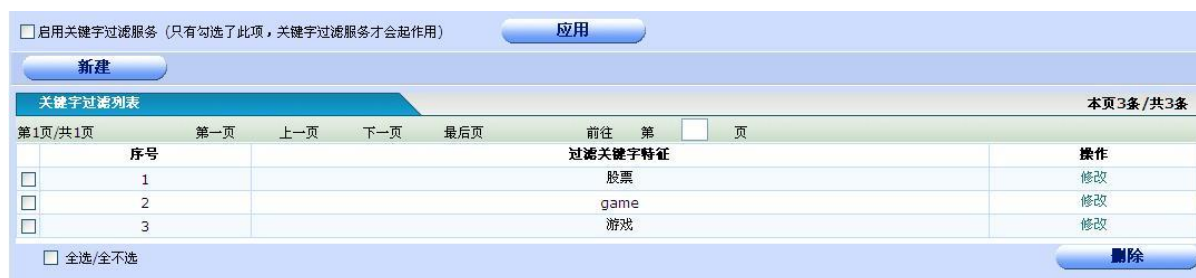 启用关键字过滤服务（只有勾选了此项，关键字过滤服务才会起作用） 应用
新建
关键字过滤列表 本页3条/共3条
第1页/共1页 第一页 上一页 下一页 最后页 前往 第 页
序号 过滤关键字特征 操作
1 股票 修改
2 game 修改
3 游戏 修改
全选/全不选 删除